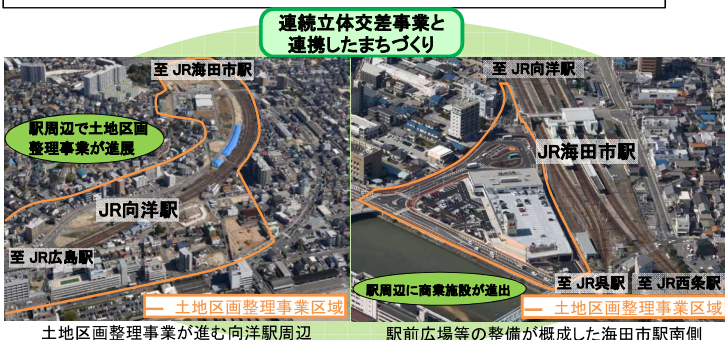 連続立体交差事業と
連携したまちづくり
至 JR海田市駅
駅周辺で土地区画
整理事業が進展
JR向洋駅
至 JR広島駅
土地区画整理事業区域
土地区画整理事業が進む向洋駅周辺
至 JR向洋駅
JR海田市駅
駅周辺に商業施設が進出
至 JR呉駅 至 JR西条駅
土地区画整理事業区域
駅前広場等の整備が概成した海田市駅南側